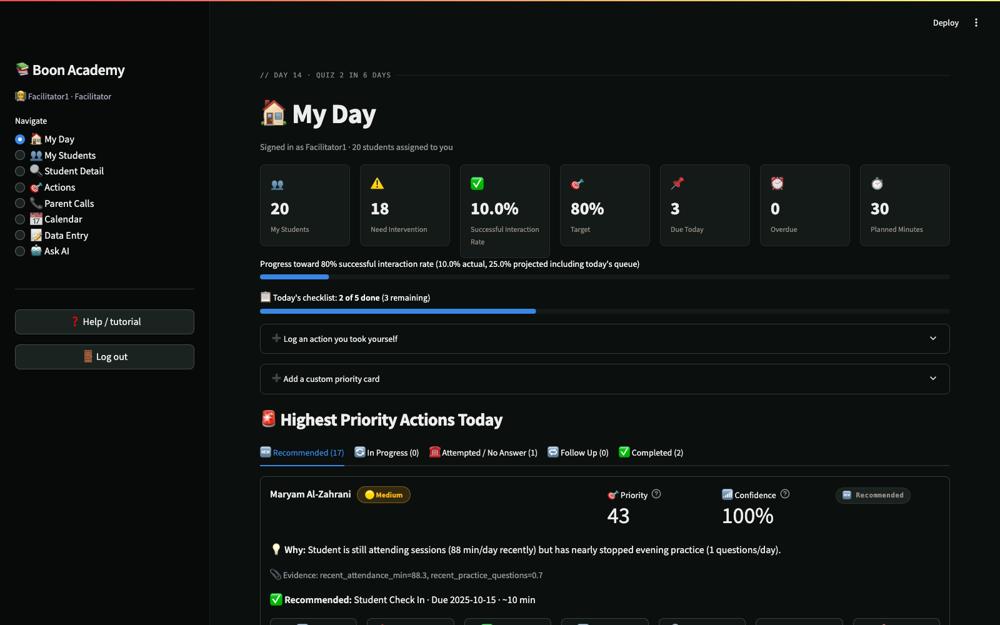 Deploy
📚 Boon Academy
Facilitator1 · Facilitator
Navigate
My Day
My Students
Student Detail
Actions
Parent Calls
Calendar
Data Entry
Ask AI
Help / tutorial
Log out
// DAY 14 · QUIZ 2 IN 6 DAYS
My Day
Signed in as Facilitator1 · 20 students assigned to you
20
My Students
18
Need Intervention
10.0%
Successful Interaction
Rate
80%
Target
3
Due Today
0
Overdue
30
Planned Minutes
Progress toward 80% successful interaction rate (10.0% actual, 25.0% projected including today's queue)
Today's checklist: 2 of 5 done (3 remaining)
Log an action you took yourself
Add a custom priority card
Highest Priority Actions Today
Recommended (17) In Progress (0) Attempted / No Answer (1) Follow Up (0) Completed (2)
Maryam Al-Zahrani Medium
Priority
43
Confidence
100%
Recommended
Why: Student is still attending sessions (88 min/day recently) but has nearly stopped evening practice (1 questions/day).
Evidence: recent_attendance_min=88.3, recent_practice_questions=0.7
Recommended: Student Check In · Due 2025-10-15 · ~10 min